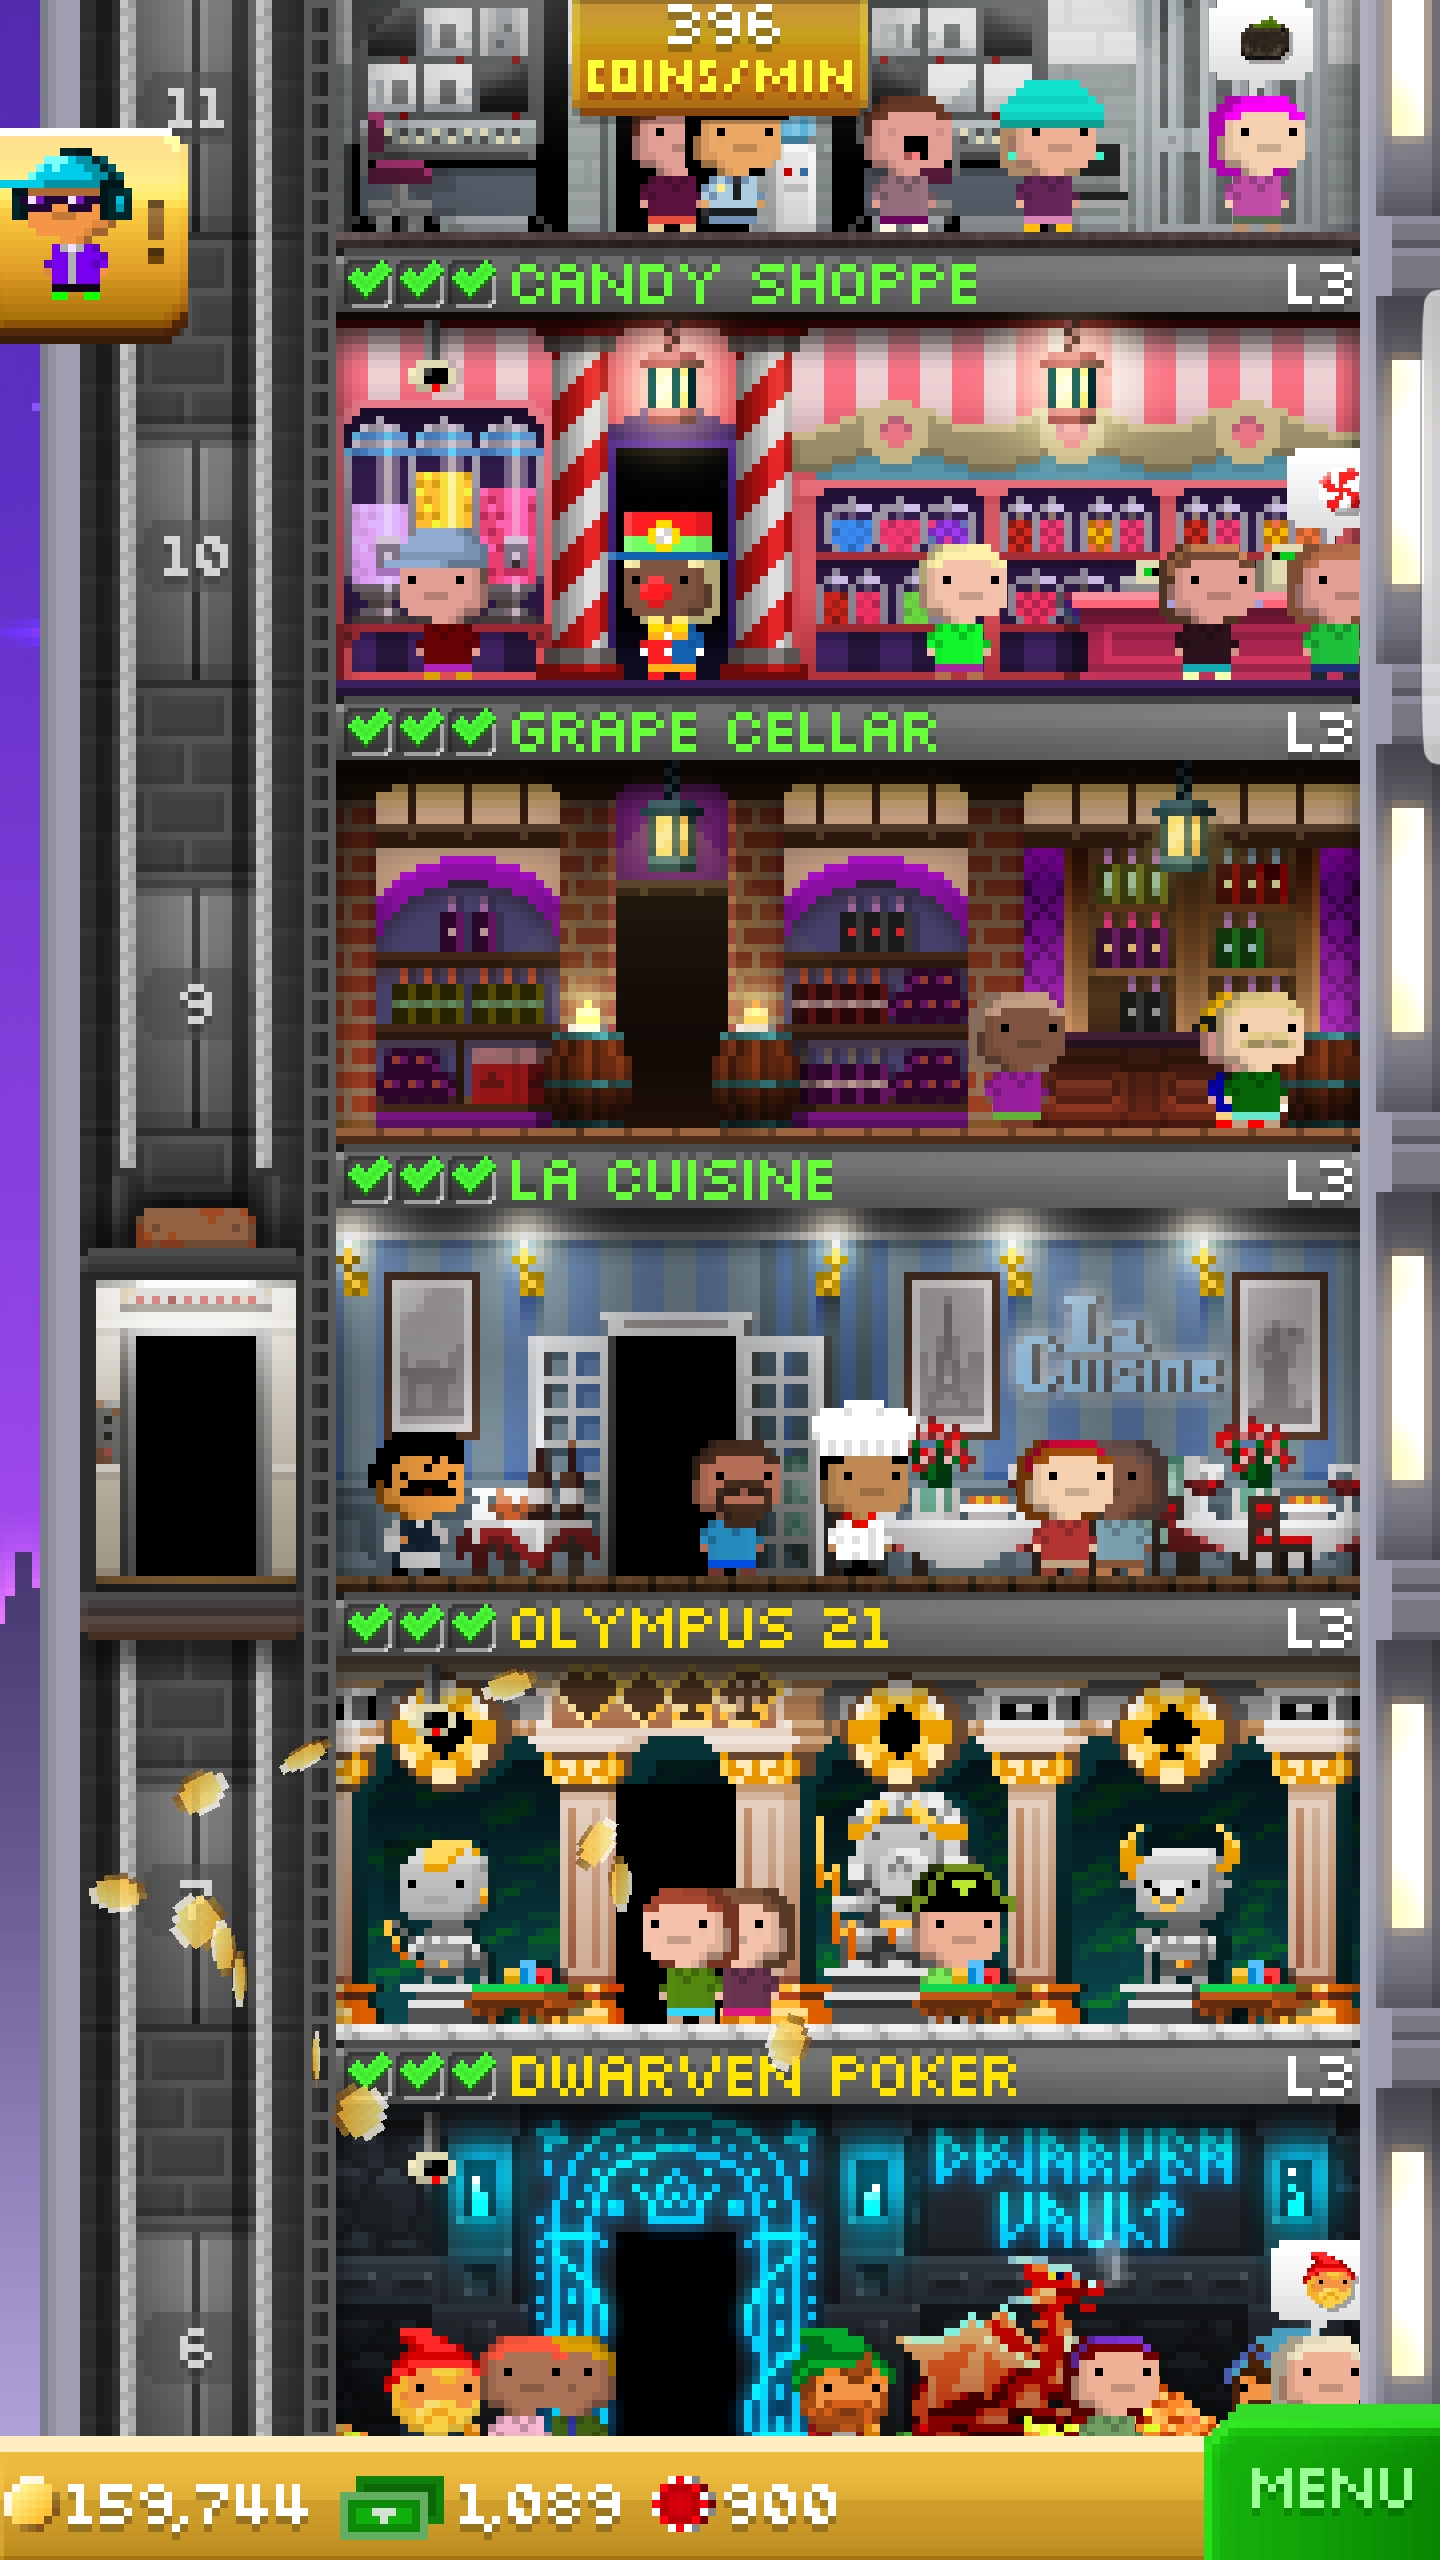 396
COINS/MIN
11
!
CANDY SHOPPE L3
10
GRAPE CELLAR L3
9
LA CUISINE L3
La
Cuisine
OLYMPUS 21 L3
7
DWARVEN POKER L3
DWARVEN
VAULT
6
159,744 1,089 900
MENU